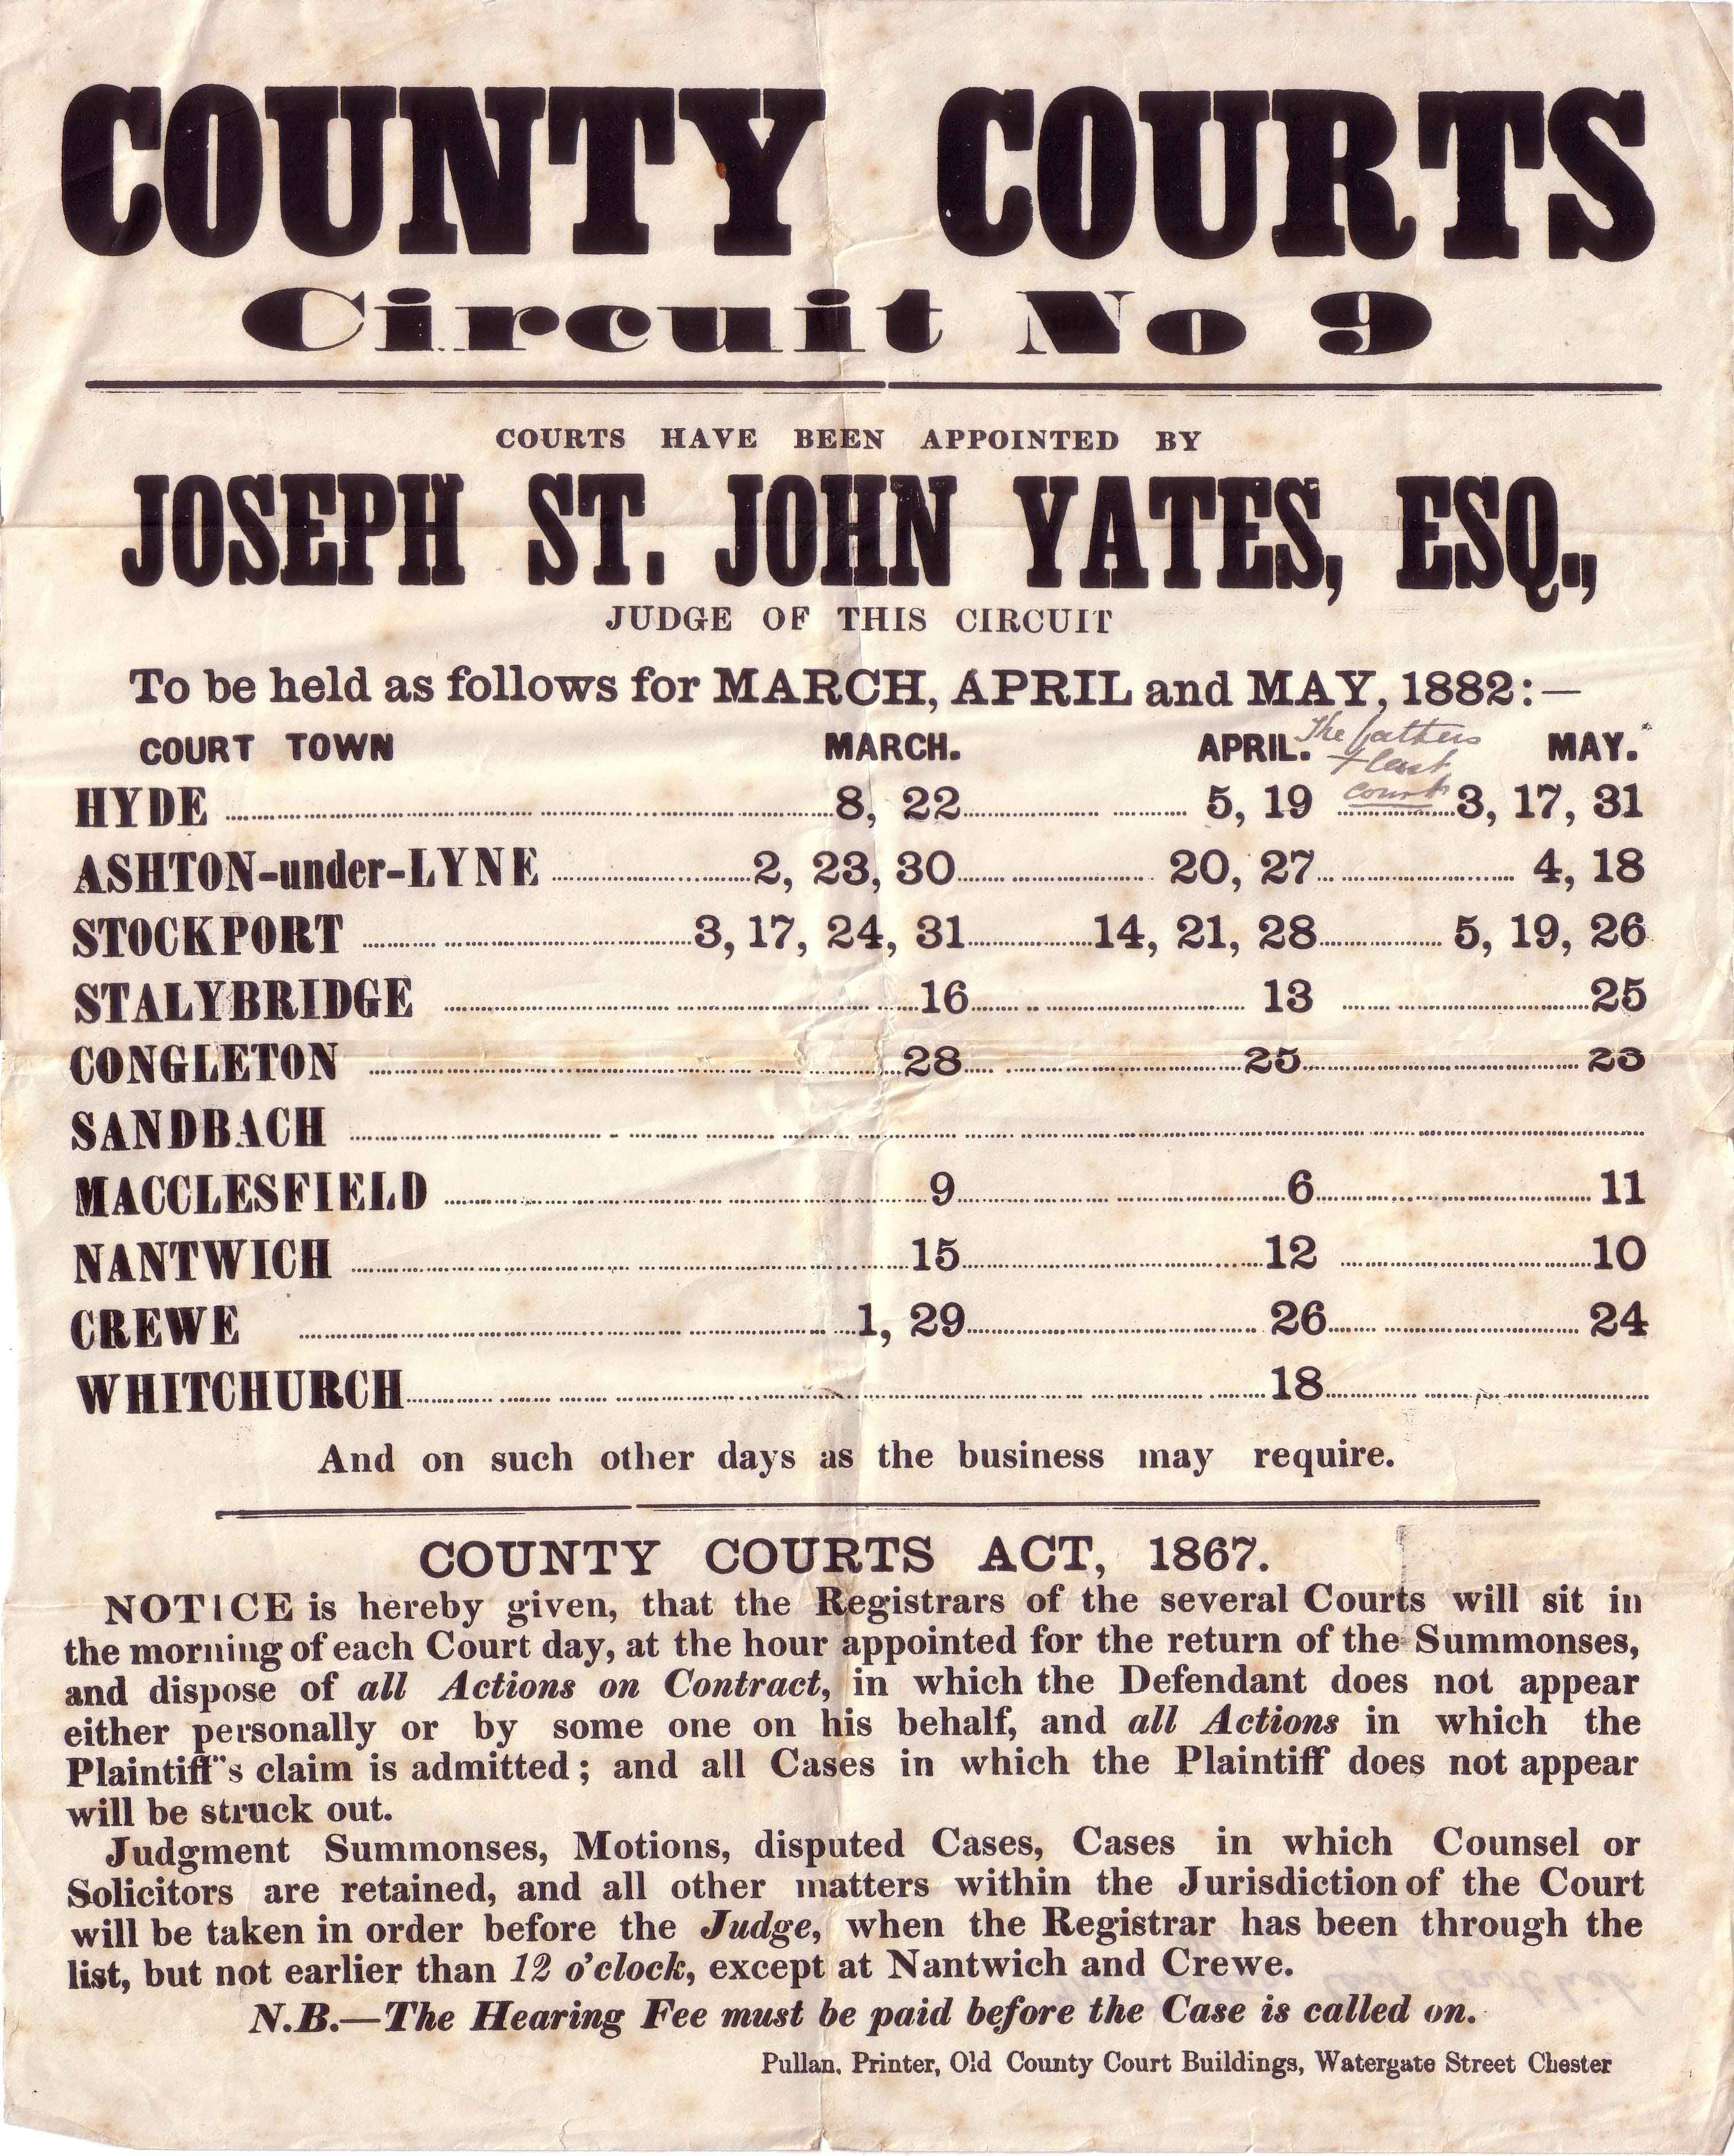 COUNTY COURTS
Circuit No 9
COURTS HAVE BEEN APPOINTED BY
JOSEPH ST. JOHN YATES, ESQ.,
JUDGE OF THIS CIRCUIT
To be held as follows for MARCH, APRIL and MAY, 1882:—
COURT TOWN MARCH. APRIL. MAY.
The fathers
last
court
HYDE 8, 22 5, 19 3, 17, 31
ASHTON-under-LYNE 2, 23, 30 20, 27 4, 18
STOCKPORT 3, 17, 24, 31 14, 21, 28 5, 19, 26
STALYBRIDGE 16 13 25
CONGLETON 28 25 23
SANDBACH
MACCLESFIELD 9 6 11
NANTWICH 15 12 10
CREWE 1, 29 26 24
WHITCHURCH 18
And on such other days as the business may require.
COUNTY COURTS ACT, 1867.
NOTICE is hereby given, that the Registrars of the several Courts will sit in
the morning of each Court day, at the hour appointed for the return of the Summonses,
and dispose of all Actions on Contract, in which the Defendant does not appear
either personally or by some one on his behalf, and all Actions in which the
Plaintiff"s claim is admitted; and all Cases in which the Plaintiff does not appear
will be struck out.
Judgment Summonses, Motions, disputed Cases, Cases in which Counsel or
Solicitors are retained, and all other matters within the Jurisdiction of the Court
will be taken in order before the Judge, when the Registrar has been through the
list, but not earlier than 12 o'clock, except at Nantwich and Crewe.
N.B.—The Hearing Fee must be paid before the Case is called on.
Pullan, Printer, Old County Court Buildings, Watergate Street Chester